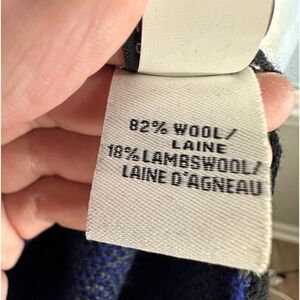 82% WOOL/
LAINE
18% LAMBSWOOL/
LAINE D'AGNEAU